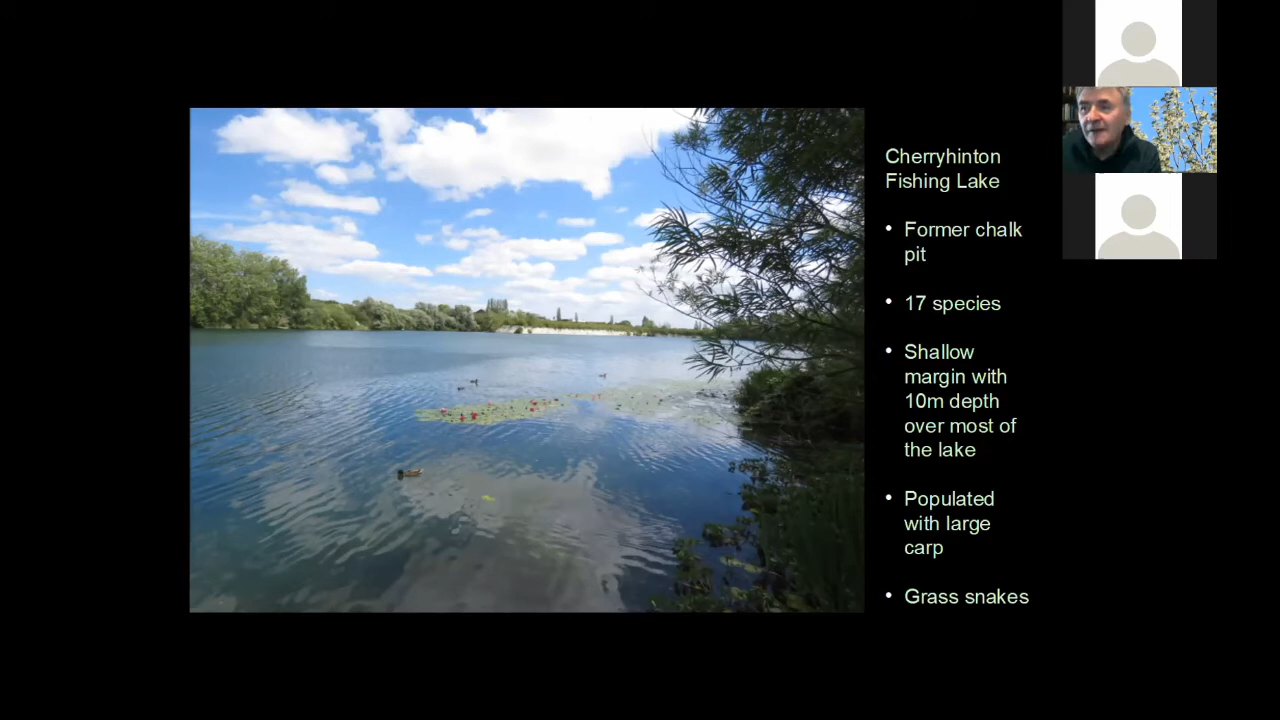 Cherryhinton
Fishing Lake
• Former chalk
pit
• 17 species
• Shallow
margin with
10m depth
over most of
the lake
• Populated
with large
carp
• Grass snakes